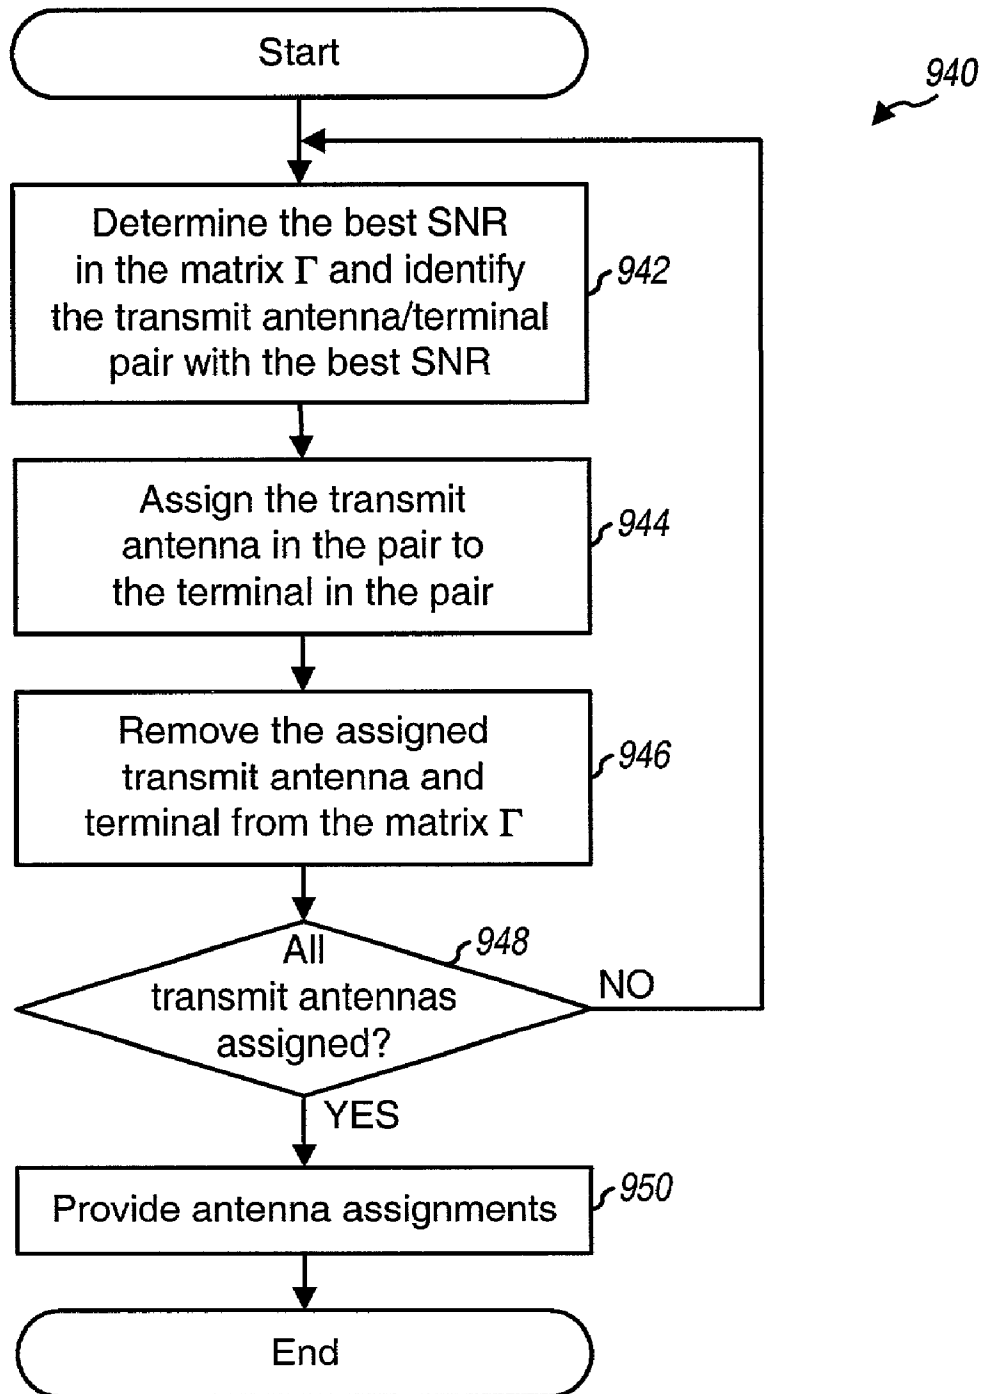 Start
940
Determine the best SNR
in the matrix Γ and identify
the transmit antenna/terminal
pair with the best SNR
942
Assign the transmit
antenna in the pair to
the terminal in the pair
944
Remove the assigned
transmit antenna and
terminal from the matrix Γ
946
All
transmit antennas
assigned?
948
NO
YES
Provide antenna assignments
950
End